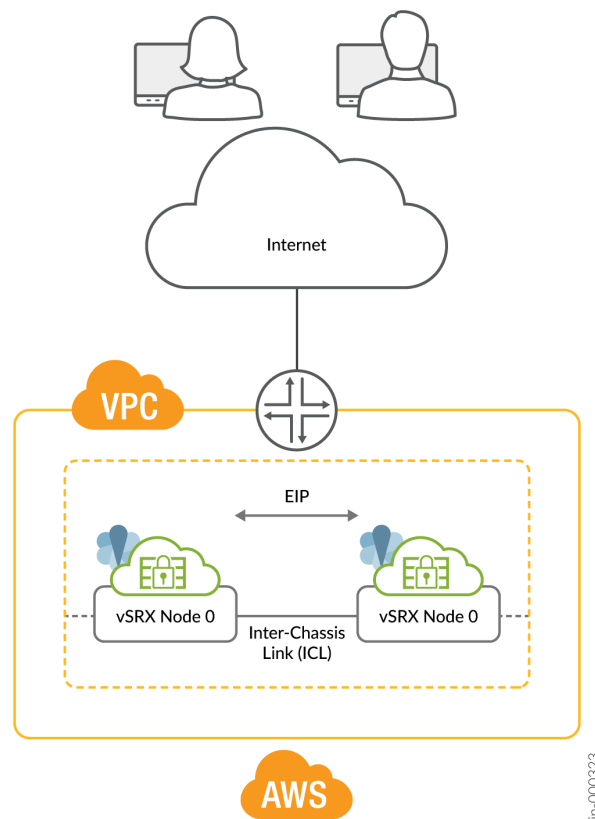 Internet
VPC
EIP
vSRX Node 0
vSRX Node 0
Inter-Chassis
Link (ICL)
AWS